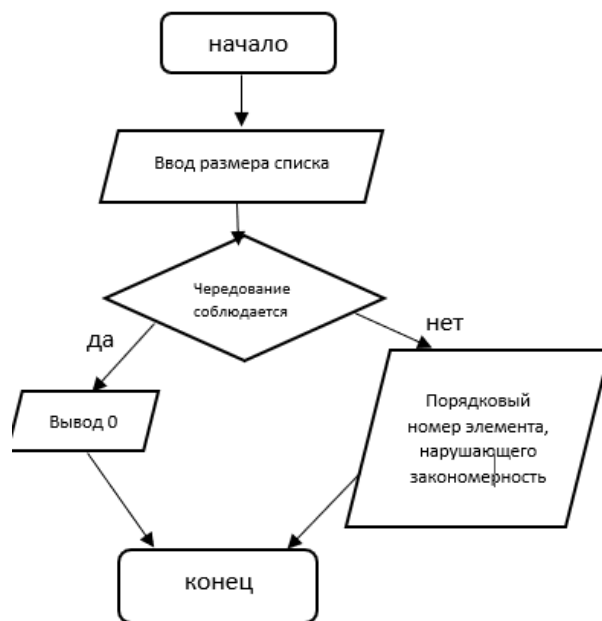 начало
Ввод размера списка
Чередование
соблюдается
да
нет
Вывод 0
Порядковый
номер элемента,
нарушающего
закономерность
конец